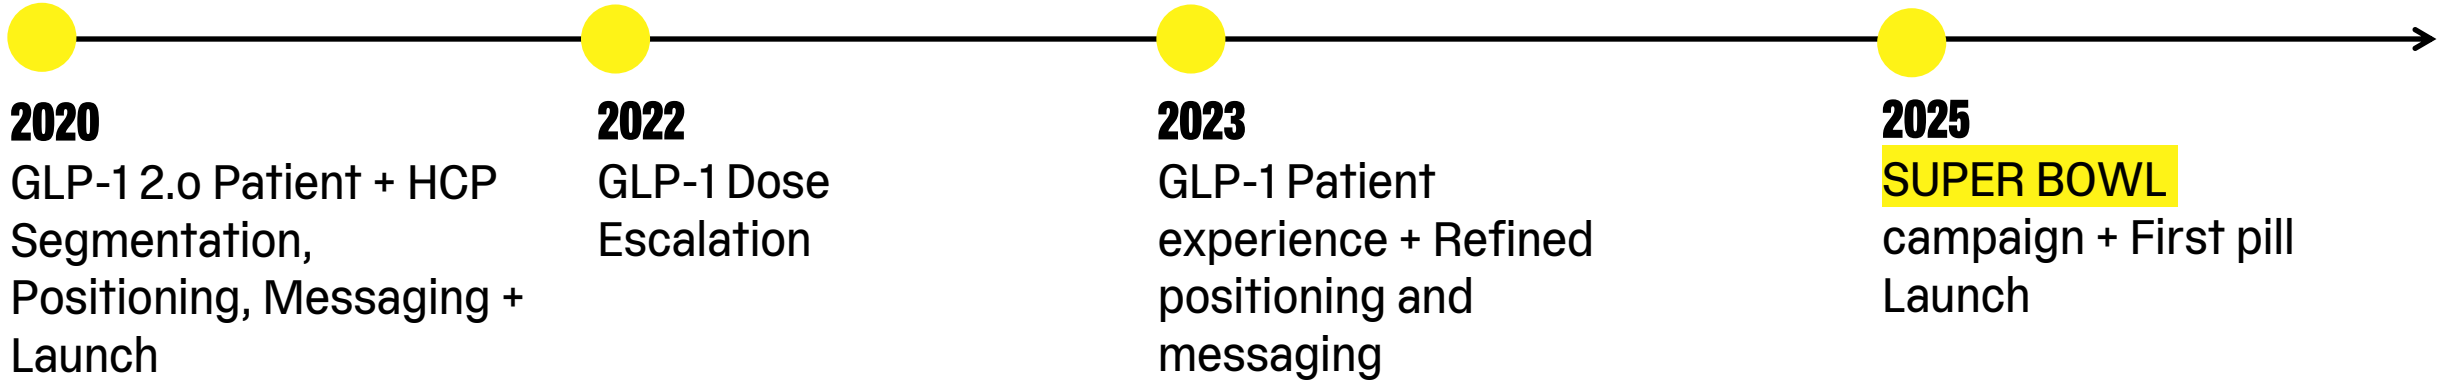 2020
GLP-1 2.o Patient + HCP
Segmentation,
Positioning, Messaging +
Launch
2022
GLP-1 Dose
Escalation
2023
GLP-1 Patient
experience + Refined
positioning and
messaging
2025
SUPER BOWL
campaign + First pill
Launch